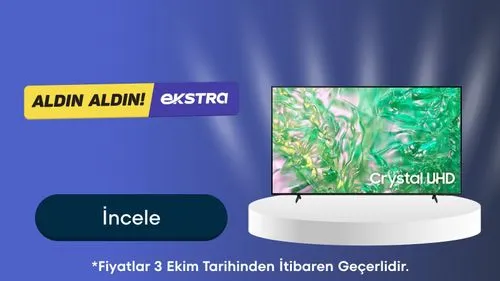 ALDIN ALDIN! EKSTRA
Crystal UHD
İncele
*Fiyatlar 3 Ekim Tarihinden İtibaren Geçerlidir.